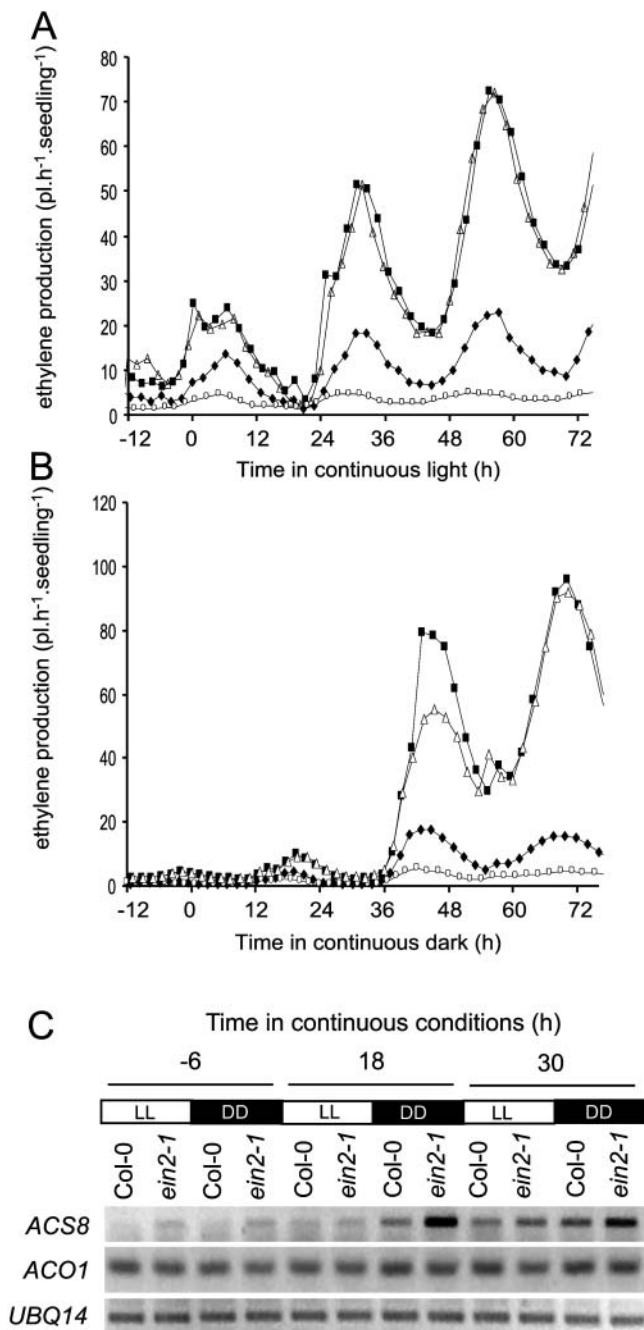 A
ethylene production (pl.h⁻¹.seedling⁻¹)
80
70
60
50
40
30
20
10
0
-12 0 12 24 36 48 60 72
Time in continuous light (h)
B
ethylene production (pl.h⁻¹.seedling⁻¹)
120
100
80
60
40
20
0
-12 0 12 24 36 48 60 72
Time in continuous dark (h)
C
Time in continuous conditions (h)
-6 18 30
LL DD LL DD LL DD
Col-0 ein2-1 Col-0 ein2-1 Col-0 ein2-1 Col-0 ein2-1 Col-0 ein2-1 Col-0 ein2-1
ACS8
ACO1
UBQ14